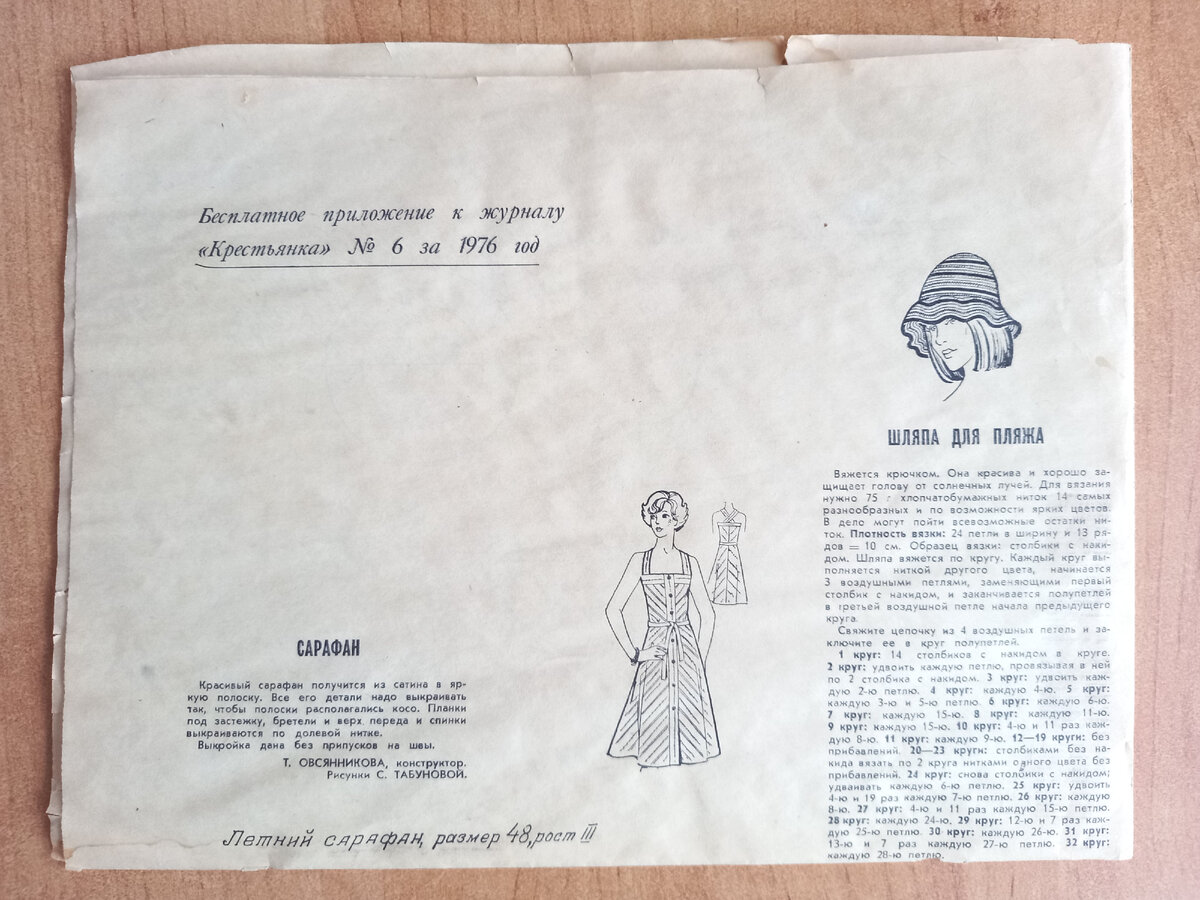 Бесплатное приложение к журналу
«Крестьянка» № 6 за 1976 год
САРАФАН
Красивый сарафан получится из сатина в яр-
кую полоску. Все его детали надо выкраивать
так, чтобы полоски располагались косо. Планки
под застежку, бретели и верх переда и спинки
выкраиваются по долевой нитке.
Выкройка дана без припусков на швы.
Т. ОВСЯННИКОВА, конструктор.
Рисунки С. ТАБУНОВОЙ.
Летний сарафан, размер 48, рост III
ШЛЯПА ДЛЯ ПЛЯЖА
Вяжется крючком. Она красива и хорошо за-
щищает голову от солнечных лучей. Для вязания
нужно 75 г хлопчатобумажных ниток 14 самых
разнообразных и по возможности ярких цветов.
В дело могут пойти всевозможные остатки ни-
ток. Плотность вязки: 24 петли в ширину и 13 ря-
дов = 10 см. Образец вязки: столбики с наки-
дом. Шляпа вяжется по кругу. Каждый круг вы-
полняется ниткой другого цвета, начинается
3 воздушными петлями, заменяющими первый
столбик с накидом, и заканчивается полупетлей
в третьей воздушной петле начала предыдущего
круга.
Свяжите цепочку из 4 воздушных петель и за-
ключите ее в круг полупетлей.
1 круг: 14 столбиков с накидом в круге.
2 круг: удвоить каждую петлю, провязывая в ней
по 2 столбика с накидом. 3 круг: удвоить каж-
дую 2-ю петлю. 4 круг: каждую 4-ю. 5 круг:
каждую 3-ю и 5-ю петлю. 6 круг: каждую 6-ю.
7 круг: каждую 15-ю. 8 круг: каждую 11-ю.
9 круг: каждую 15-ю. 10 круг: 4-ю и 11 раз каж-
дую 8-ю. 11 круг: каждую 9-ю. 12—19 круги: без
прибавлений. 20—23 круги: столбиками без на-
кида вязать по 2 круга нитками одного цвета без
прибавлений. 24 круг: снова столбики с накидом;
удваивать каждую 6-ю петлю. 25 круг: удвоить
4-ю и 19 раз каждую 7-ю петлю. 26 круг: каждую
8-ю. 27 круг: 4-ю и 11 раз каждую 15-ю петлю.
28 круг: каждую 24-ю. 29 круг: 12-ю и 7 раз каж-
дую 25-ю петлю. 30 круг: каждую 26-ю. 31 круг:
13-ю и 7 раз каждую 27-ю петлю. 32 круг:
каждую 28-ю петлю.